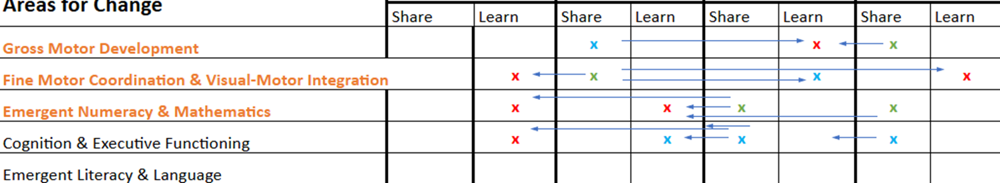 Areas for Change
Share Learn Share Learn Share Learn Share Learn
Gross Motor Development x x x
Fine Motor Coordination & Visual-Motor Integration x x x x
Emergent Numeracy & Mathematics x x x x
Cognition & Executive Functioning x x x x
Emergent Literacy & Language